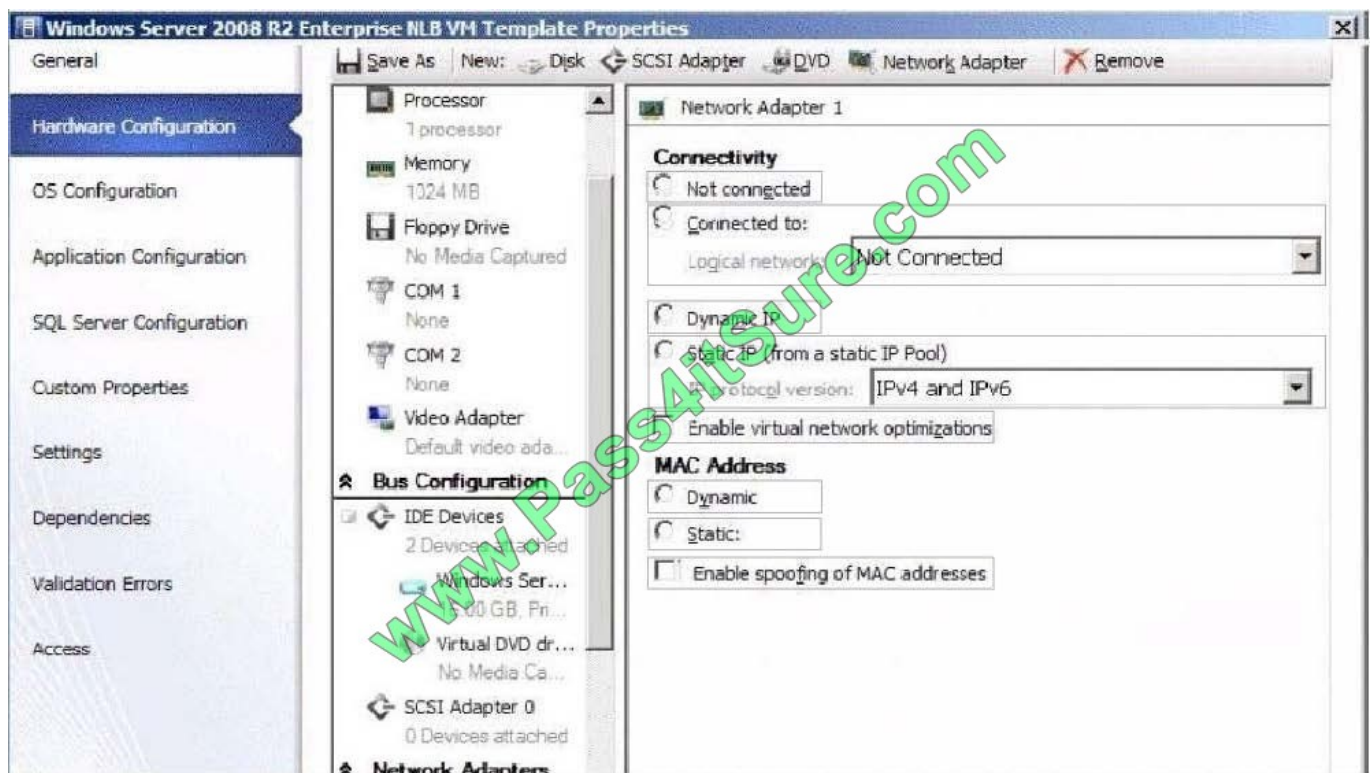 Windows Server 2008 R2 Enterprise NLB VM Template Properties
General
Hardware Configuration
OS Configuration
Application Configuration
SQL Server Configuration
Custom Properties
Settings
Dependencies
Validation Errors
Access
Save As New: Disk SCSI Adapter DVD Network Adapter Remove
Processor
1 processor
Memory
1024 MB
Floppy Drive
No Media Captured
COM 1
None
COM 2
None
Video Adapter
Default video ada...
Bus Configuration
IDE Devices
2 Devices attached
Windows Ser...
00 GB, Pri...
Virtual DVD dr...
No Media Ca...
SCSI Adapter 0
0 Devices attached
Network Adapters
Network Adapter 1
Connectivity
Not connected
Connected to:
Logical network: Not Connected
Dynamic IP
Static IP (from a static IP Pool)
IP protocol version: IPv4 and IPv6
Enable virtual network optimizations
MAC Address
Dynamic
Static:
Enable spoofing of MAC addresses
www.Pass4itSure.com